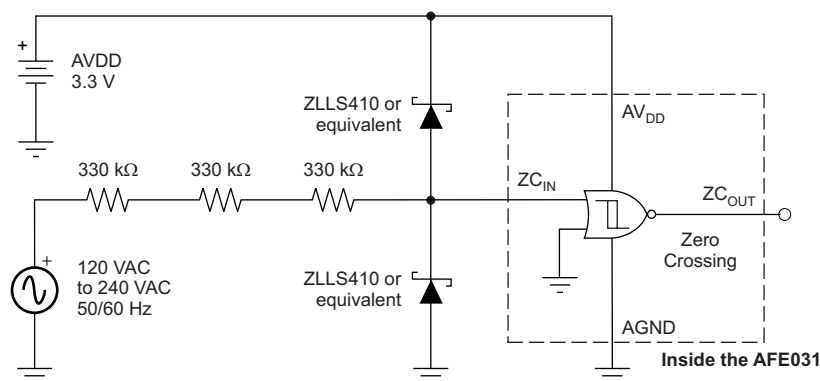 +
AVDD
3.3 V
ZLLS410 or
equivalent
AV_DD
330 kΩ 330 kΩ 330 kΩ
ZC_IN
ZC_OUT
Zero
Crossing
+
120 VAC
to 240 VAC
50/60 Hz
ZLLS410 or
equivalent
AGND
Inside the AFE031